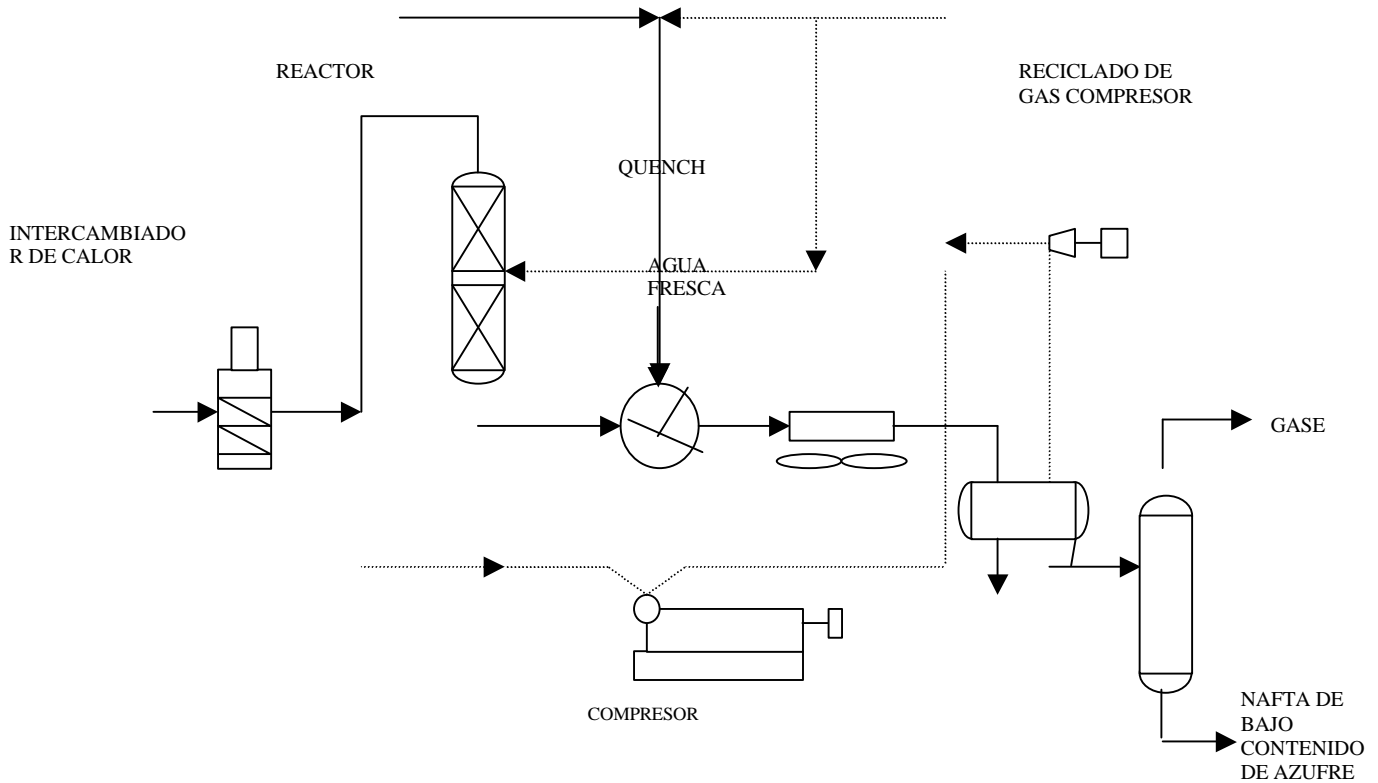 REACTOR
RECICLADO DE
GAS COMPRESOR
QUENCH
INTERCAMBIADO
R DE CALOR
AGUA
FRESCA
GASE
COMPRESOR
NAFTA DE
BAJO
CONTENIDO
DE AZUFRE